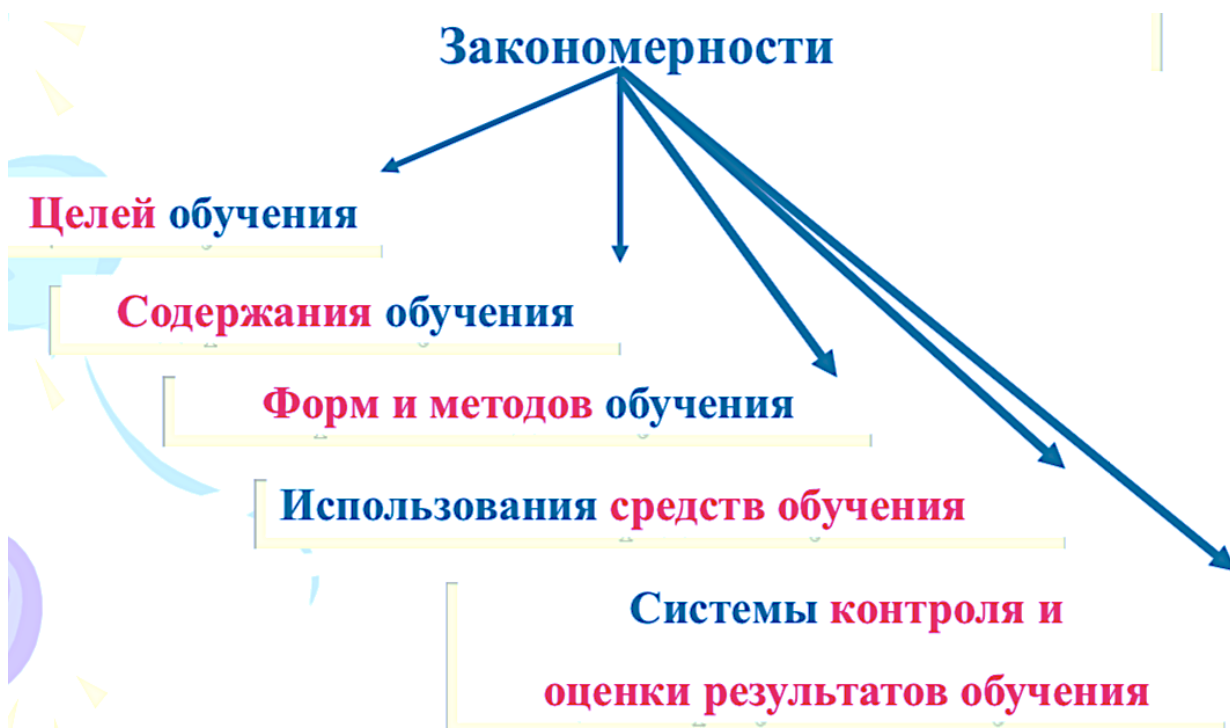 Закономерности
Целей обучения
Содержания обучения
Форм и методов обучения
Использования средств обучения
Системы контроля и
оценки результатов обучения